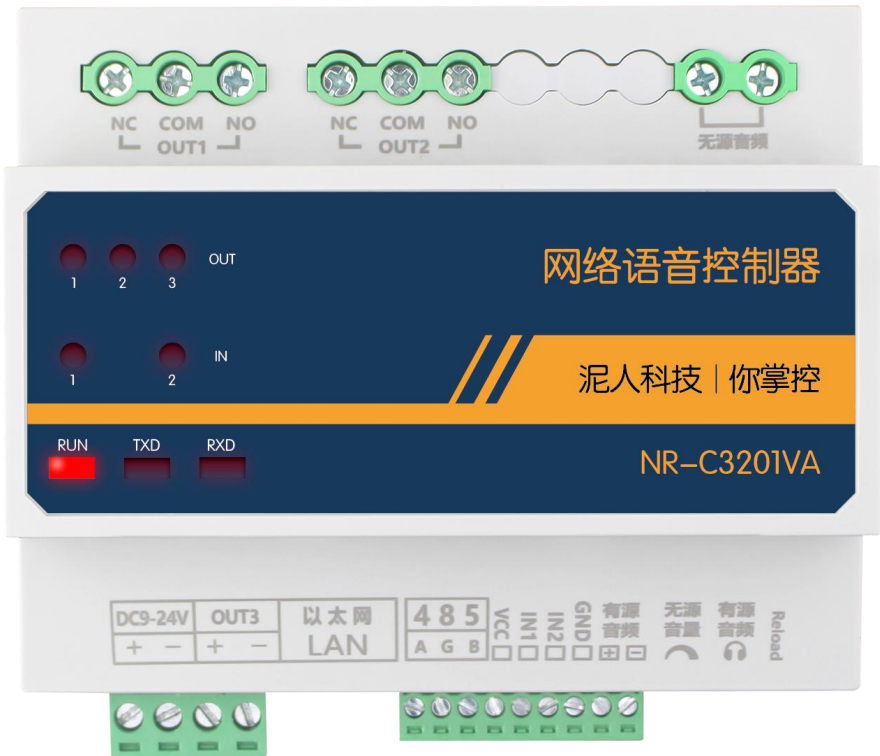 NC COM NO
OUT1
NC COM NO
OUT2
无源音频
1 2 3 OUT
网络语音控制器
1 2 IN
泥人科技|你掌控
RUN TXD RXD
NR-C3201VA
DC9-24V OUT3
+ - + -
以太网
LAN
485
A G B
VCC
IN1
IN2
GND
有源
音频
+ -
无源
音量
有源
音频
Reload